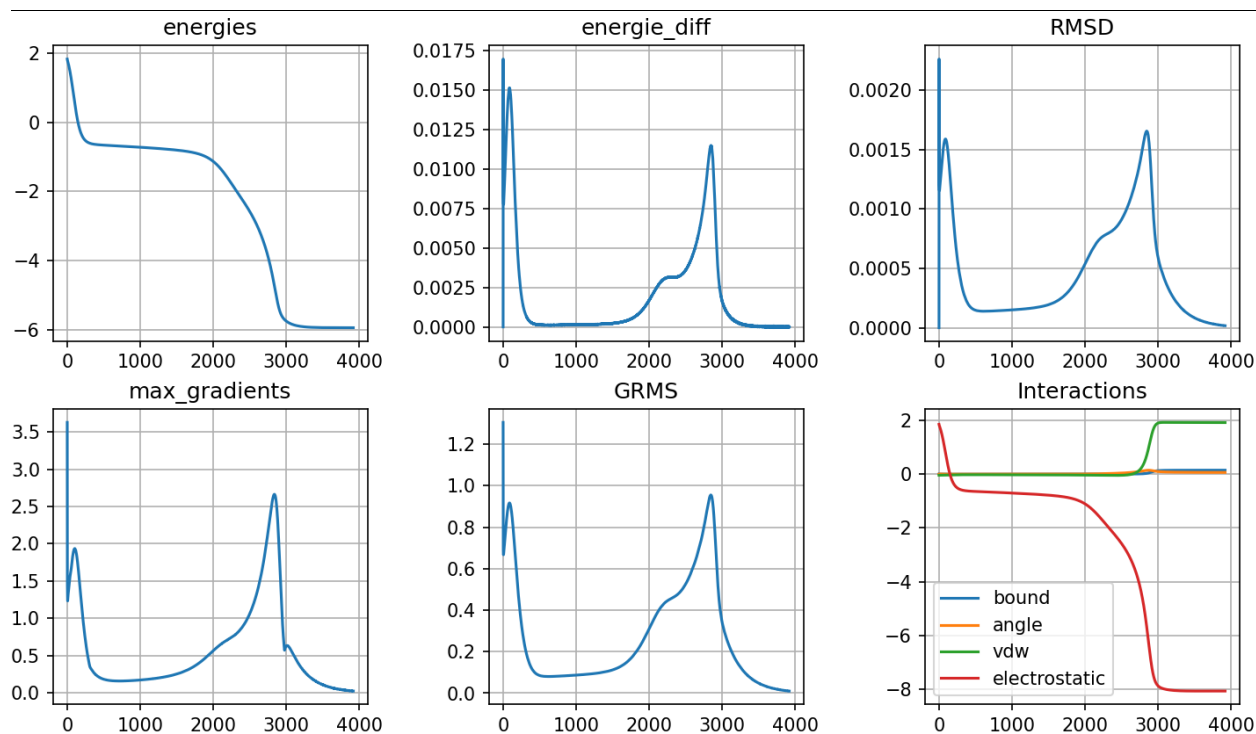 energies
2
0
−2
−4
−6
0 1000 2000 3000 4000
energie_diff
0.0175
0.0150
0.0125
0.0100
0.0075
0.0050
0.0025
0.0000
0 1000 2000 3000 4000
RMSD
0.0020
0.0015
0.0010
0.0005
0.0000
0 1000 2000 3000 4000
max_gradients
3.5
3.0
2.5
2.0
1.5
1.0
0.5
0.0
0 1000 2000 3000 4000
GRMS
1.2
1.0
0.8
0.6
0.4
0.2
0.0
0 1000 2000 3000 4000
Interactions
2
0
−2
−4
−6
−8
bound
angle
vdw
electrostatic
0 1000 2000 3000 4000